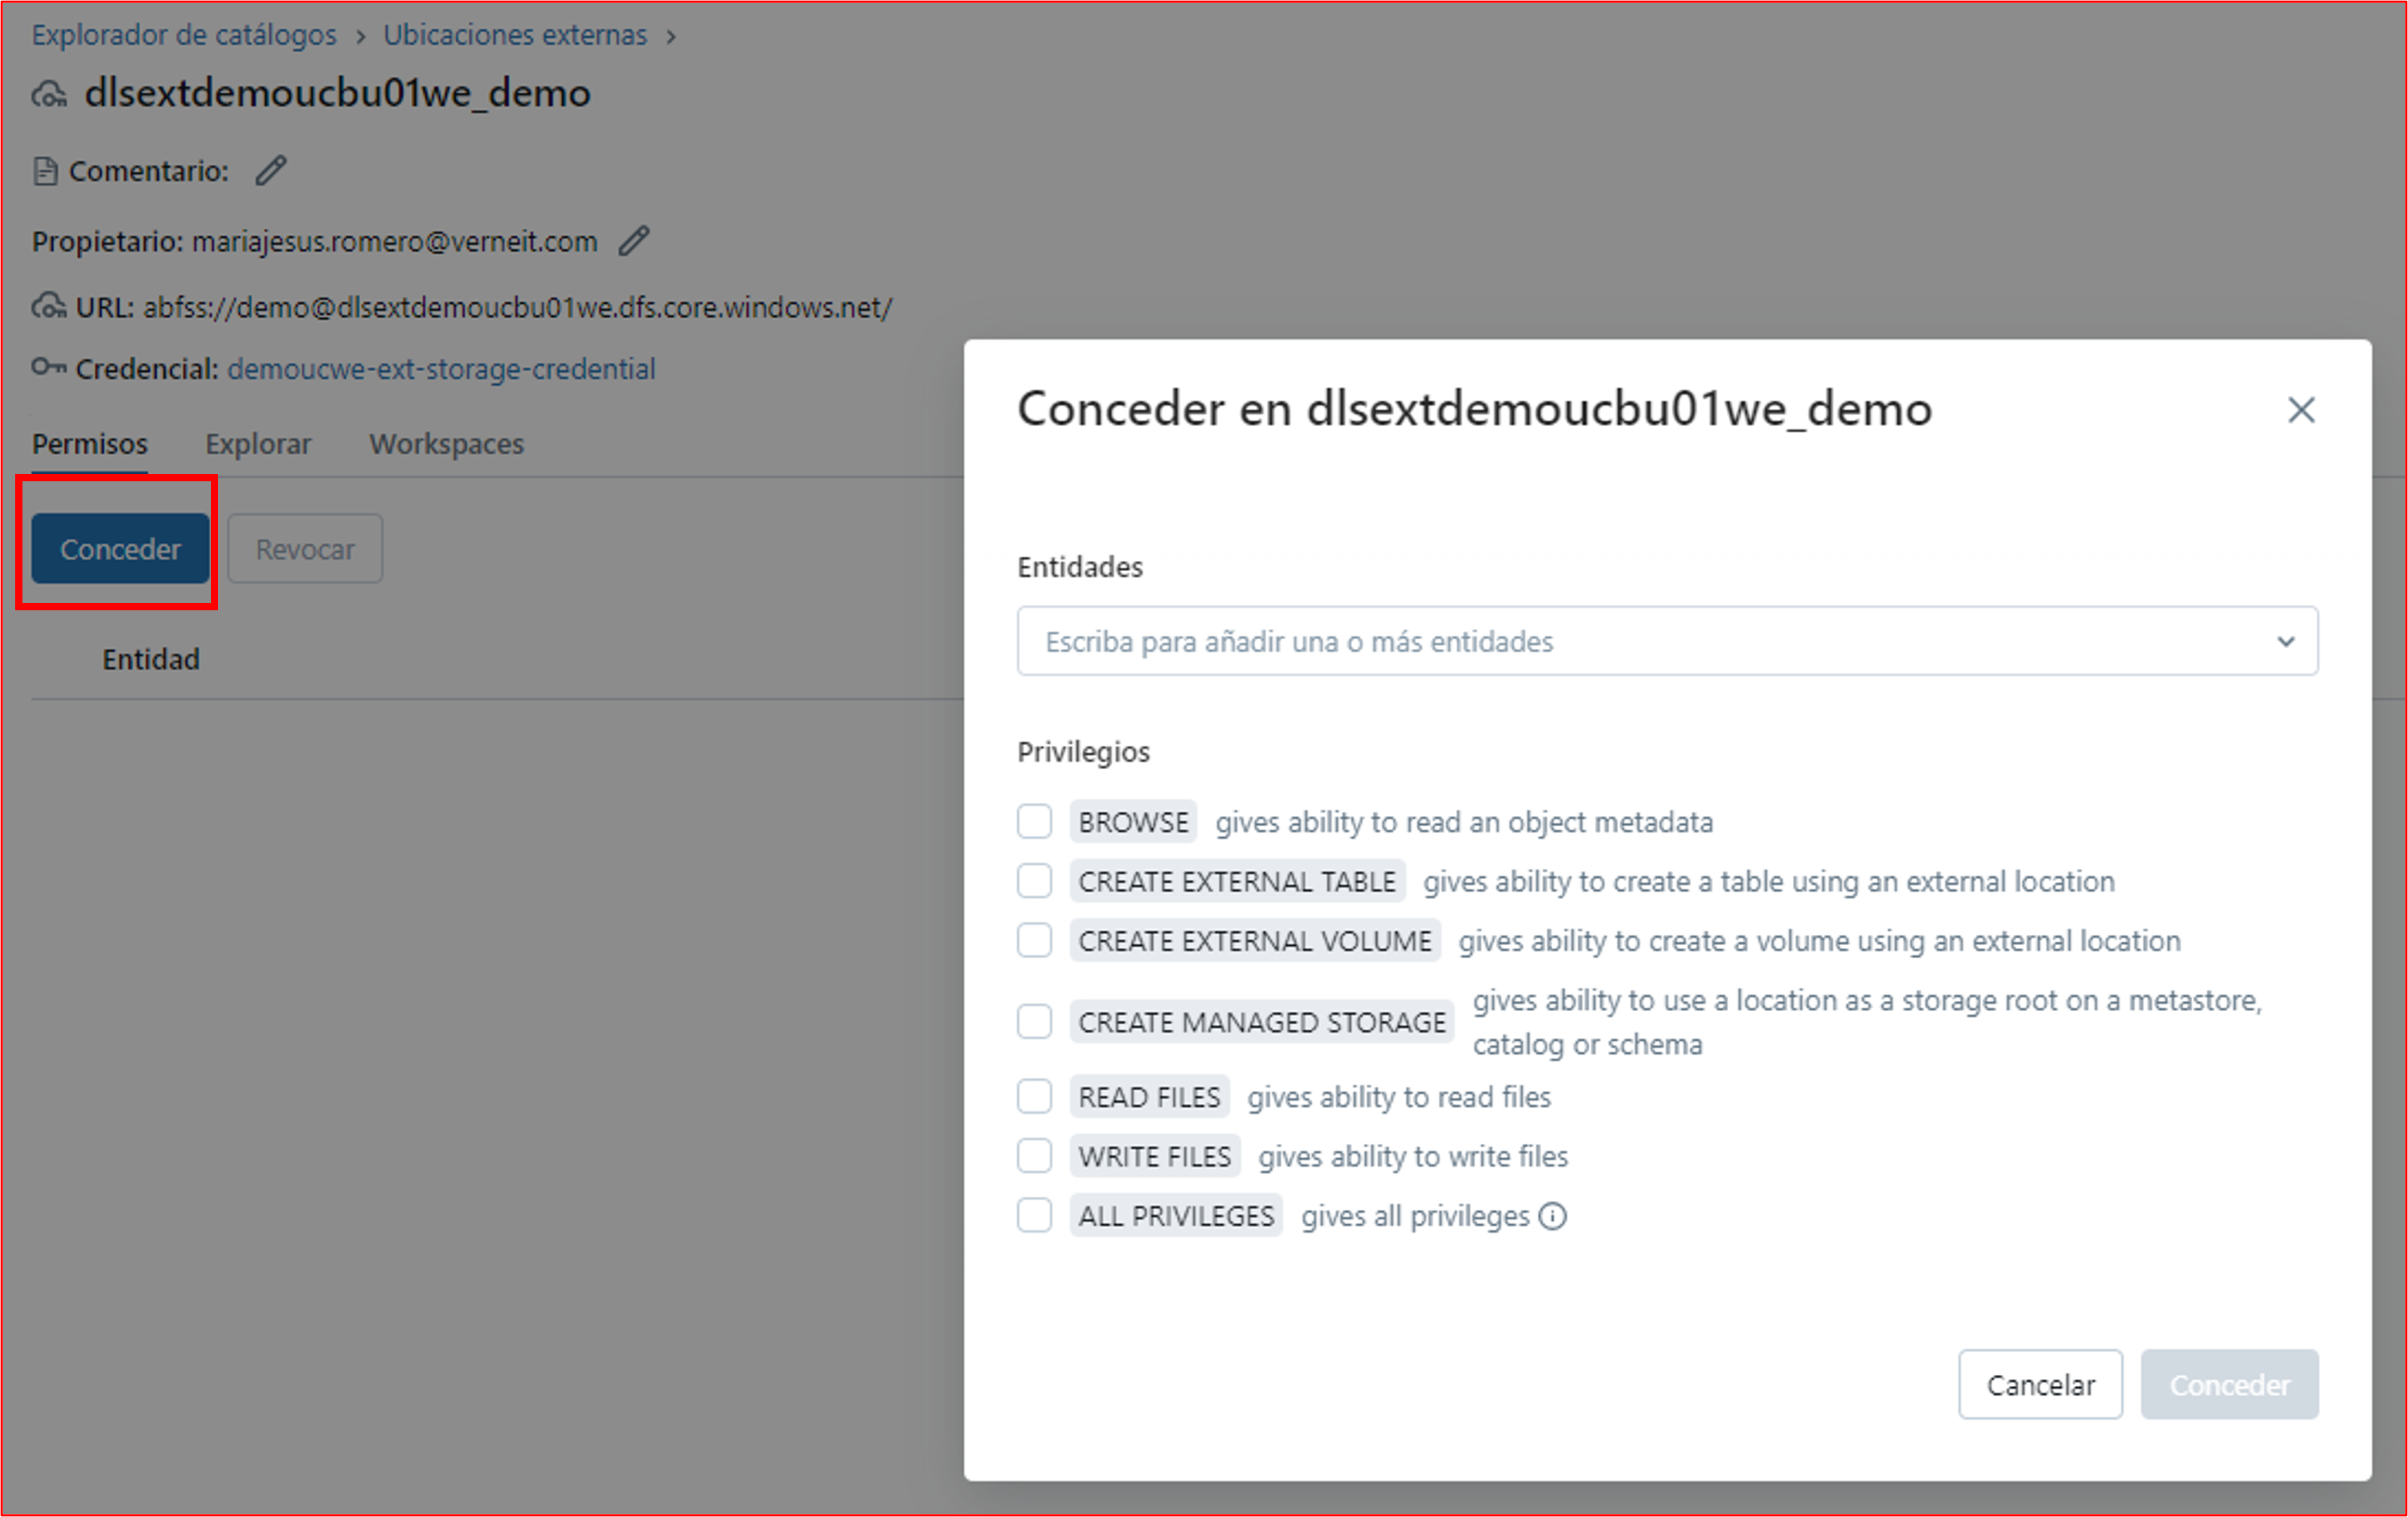 Explorador de catálogos > Ubicaciones externas >
dlsextdemoucbu01we_demo
Comentario:
Propietario: mariajesus.romero@verneit.com
URL: abfss://demo@dlsextdemoucbu01we.dfs.core.windows.net/
Credencial: demoucwe-ext-storage-credential
Permisos Explorar Workspaces
Conceder Revocar
Entidad
Conceder en dlsextdemoucbu01we_demo
Entidades
Escriba para añadir una o más entidades
Privilegios
BROWSE gives ability to read an object metadata
CREATE EXTERNAL TABLE gives ability to create a table using an external location
CREATE EXTERNAL VOLUME gives ability to create a volume using an external location
CREATE MANAGED STORAGE gives ability to use a location as a storage root on a metastore,
catalog or schema
READ FILES gives ability to read files
WRITE FILES gives ability to write files
ALL PRIVILEGES gives all privileges
Cancelar Conceder